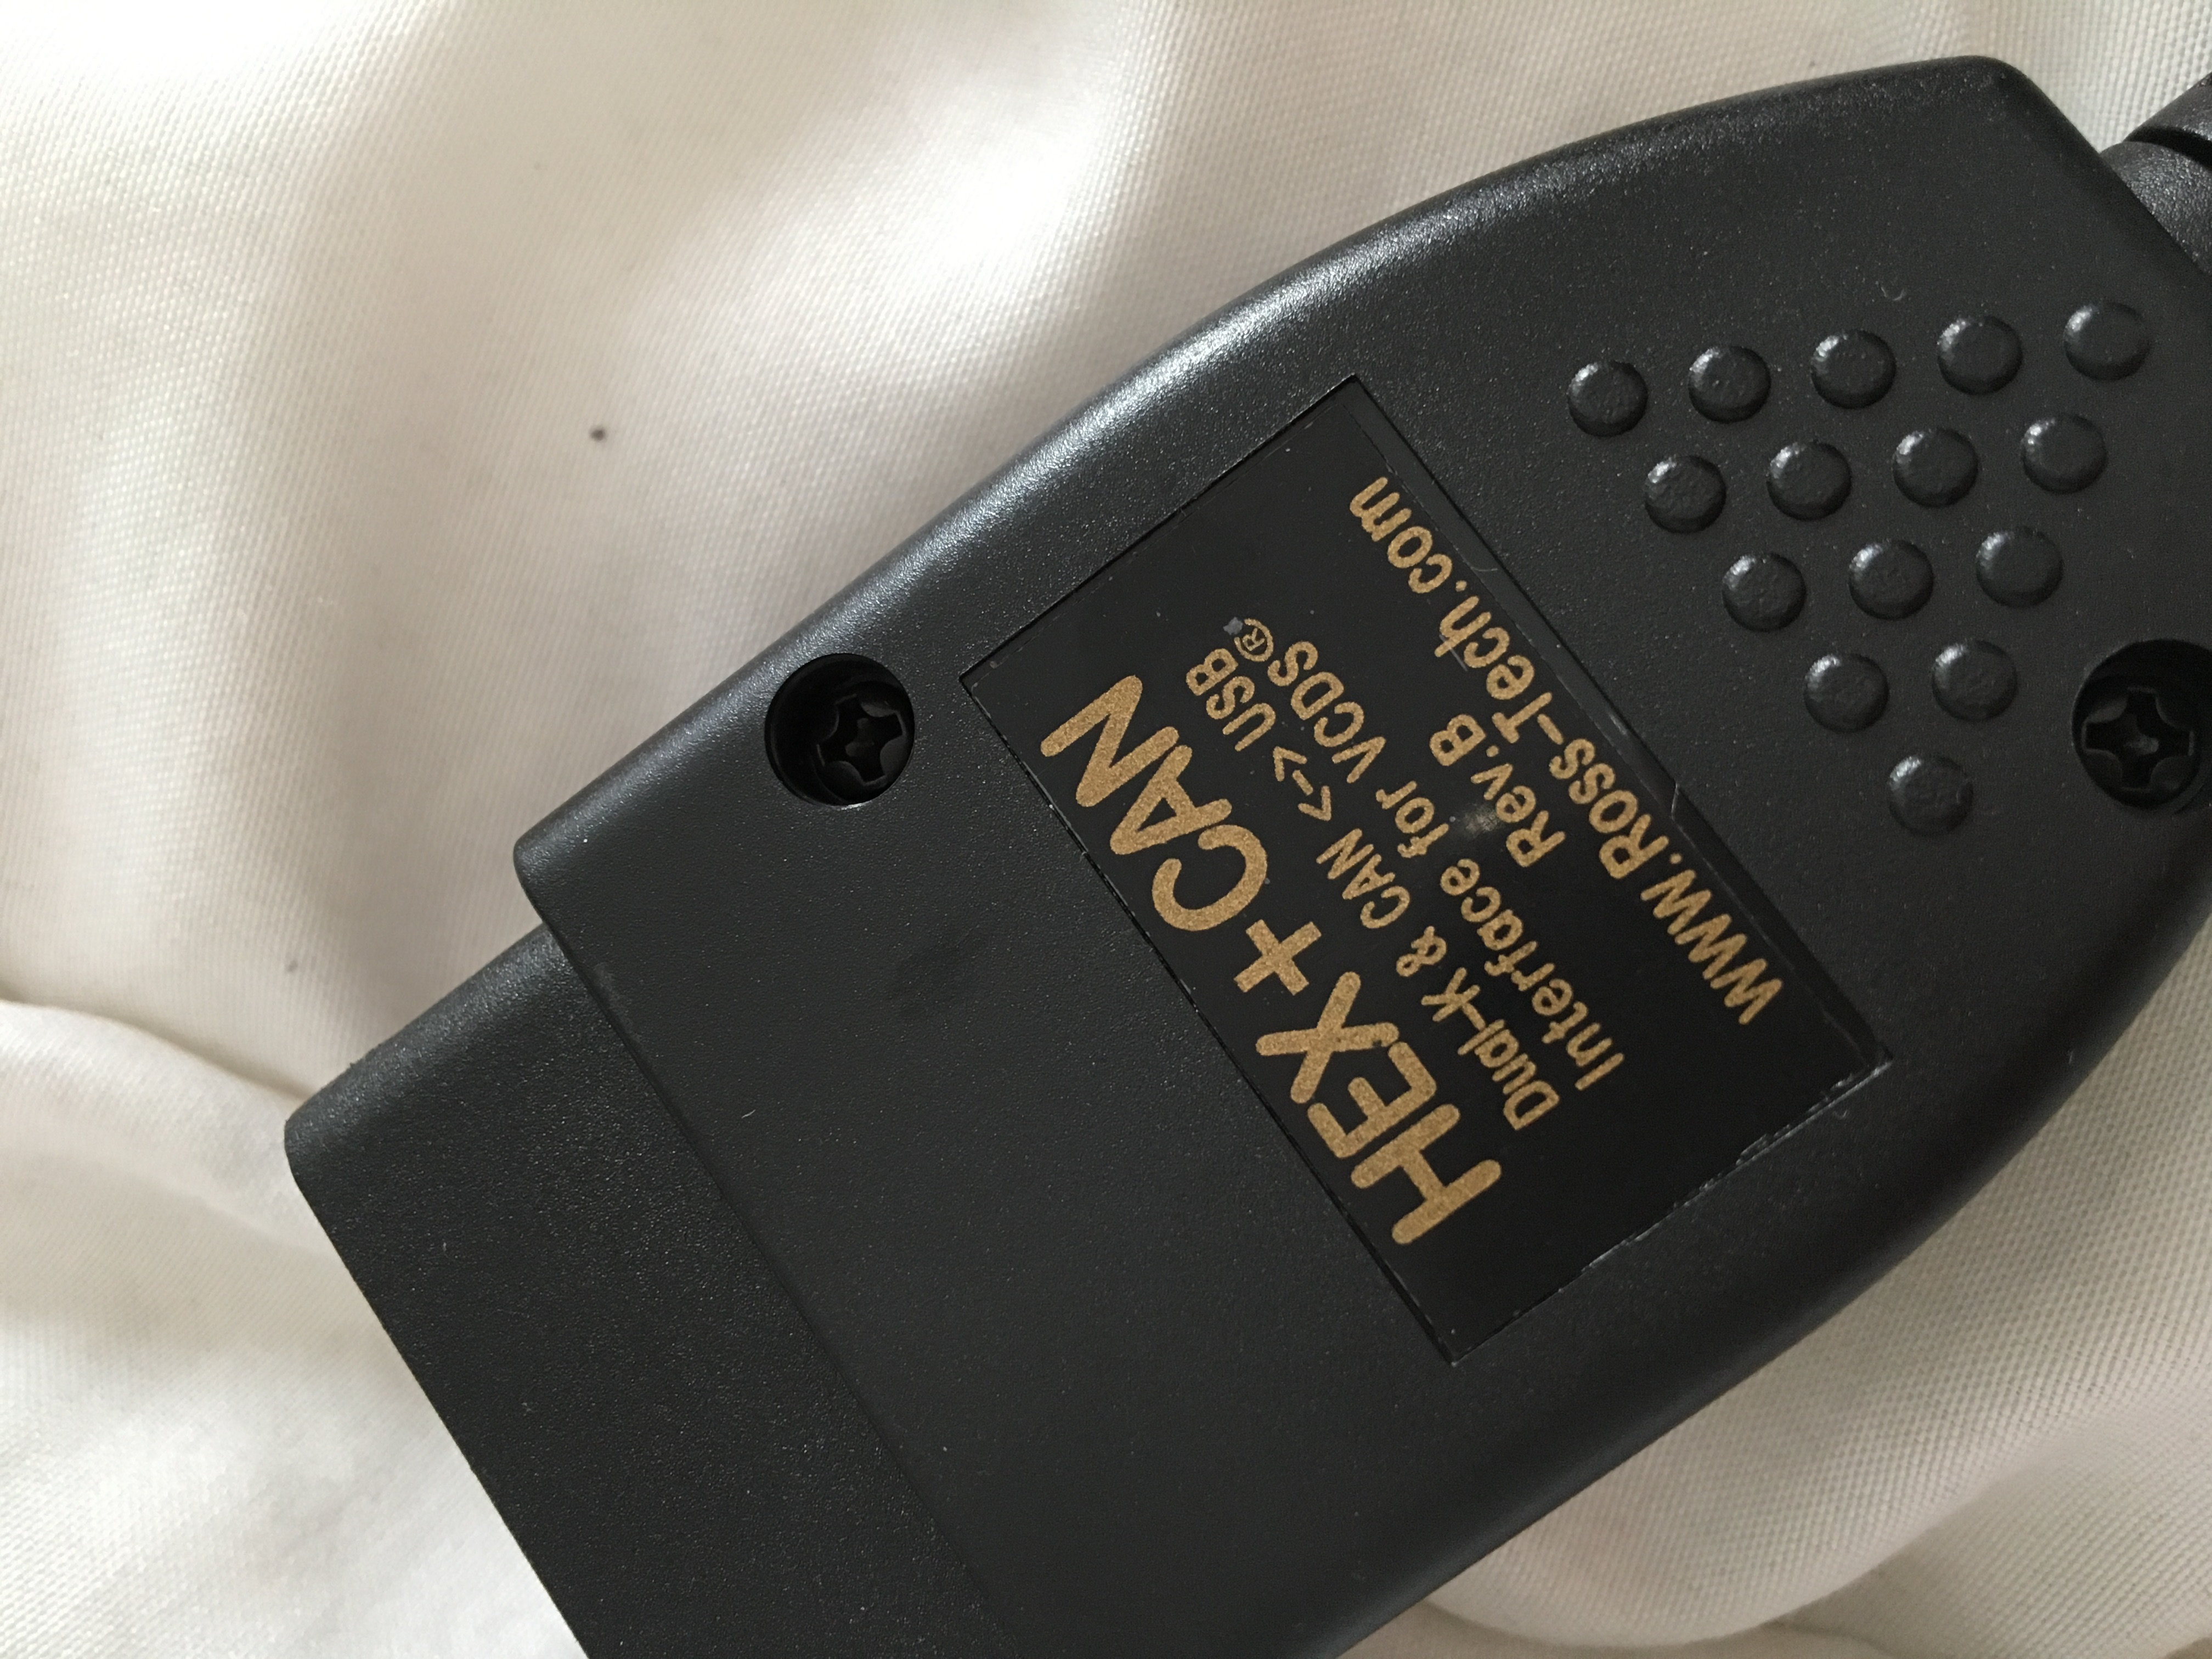 HEX+CAN
Dual-K & CAN <-> USB
Interface for VCDS®
Rev.B
www.Ross-Tech.com